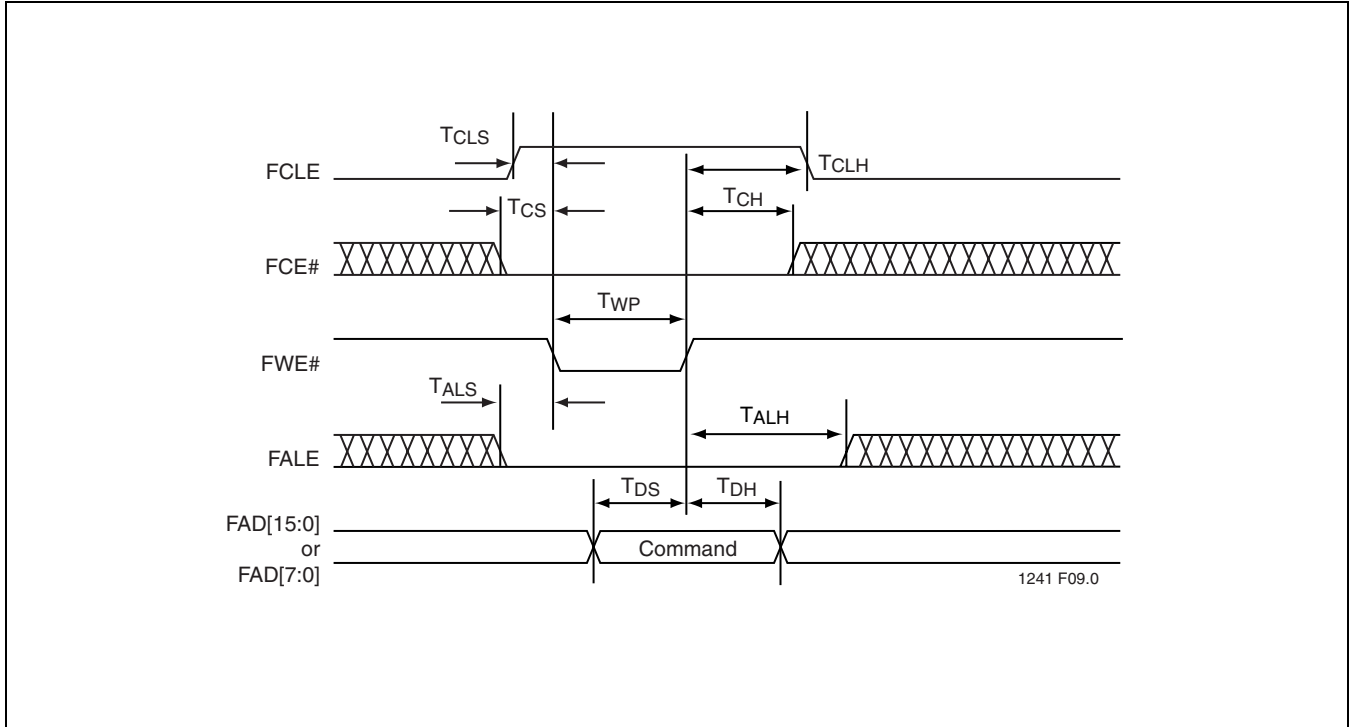 TCLS
FCLE
TCLH
TCS
TCH
FCE#
TWP
FWE#
TALS
TALH
FALE
TDS
TDH
FAD[15:0]
or
FAD[7:0]
Command
1241 F09.0